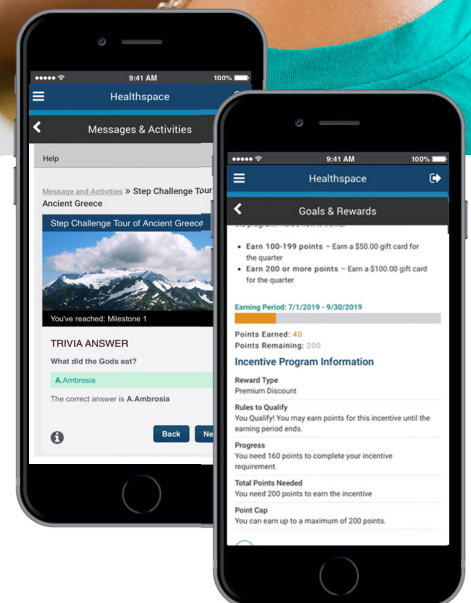 9:41 AM 100%
Healthspace
Messages & Activities
Help
Message and Activities » Step Challenge Tour
Ancient Greece
Step Challenge Tour of Ancient Greece
You've reached: Milestone 1
TRIVIA ANSWER
What did the Gods eat?
A.Ambrosia
The correct answer is A.Ambrosia
Back
9:41 AM 100%
Healthspace
Goals & Rewards
• Earn 100-199 points – Earn a $50.00 gift card for
the quarter
• Earn 200 or more points – Earn a $100.00 gift card
for the quarter
Earning Period: 7/1/2019 - 9/30/2019
Points Earned: 40
Points Remaining: 200
Incentive Program Information
Reward Type
Premium Discount
Rules to Qualify
You Qualify! You may earn points for this incentive until the
earning period ends.
Progress
You need 160 points to complete your incentive
requirement.
Total Points Needed
You need 200 points to earn the incentive
Point Cap
You can earn up to a maximum of 200 points.